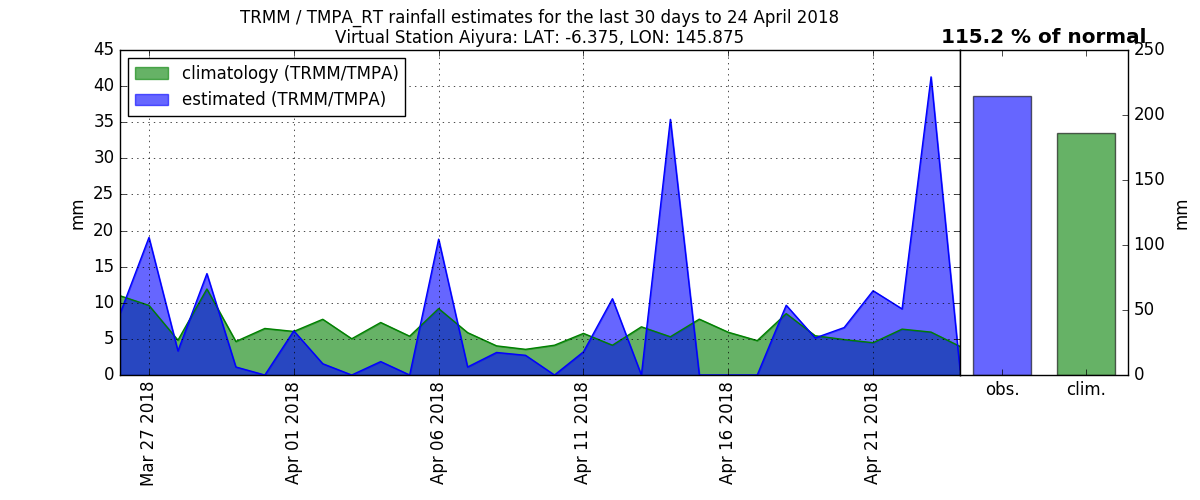 TRMM / TMPA_RT rainfall estimates for the last 30 days to 24 April 2018
Virtual Station Aiyura: LAT: -6.375, LON: 145.875
115.2 % of normal
climatology (TRMM/TMPA)
estimated (TRMM/TMPA)
45
40
35
30
25
20
15
10
5
0
mm
Mar 27 2018
Apr 01 2018
Apr 06 2018
Apr 11 2018
Apr 16 2018
Apr 21 2018
250
200
150
100
50
0
mm
obs.
clim.